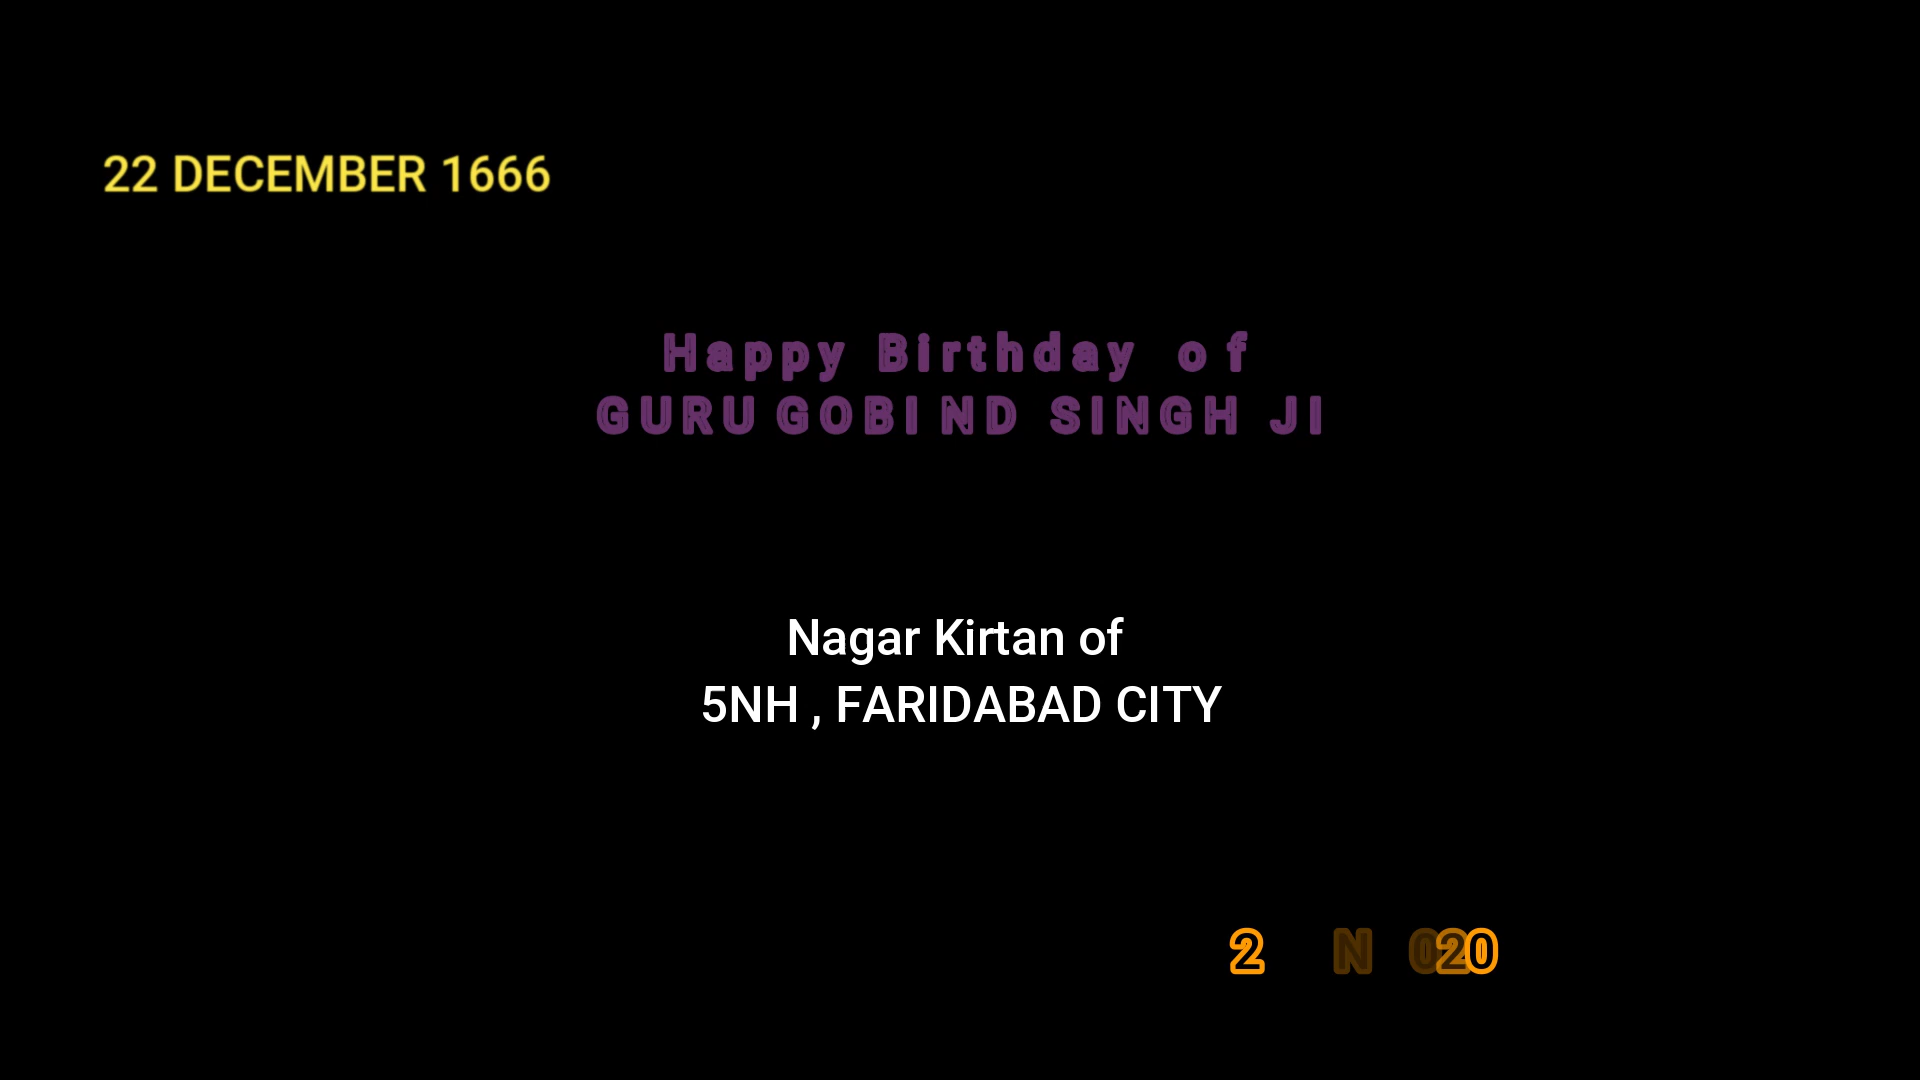 22 DECEMBER 1666
Happy Birthday of
GURU GOBIND SINGH JI
Nagar Kirtan of
5NH , FARIDABAD CITY